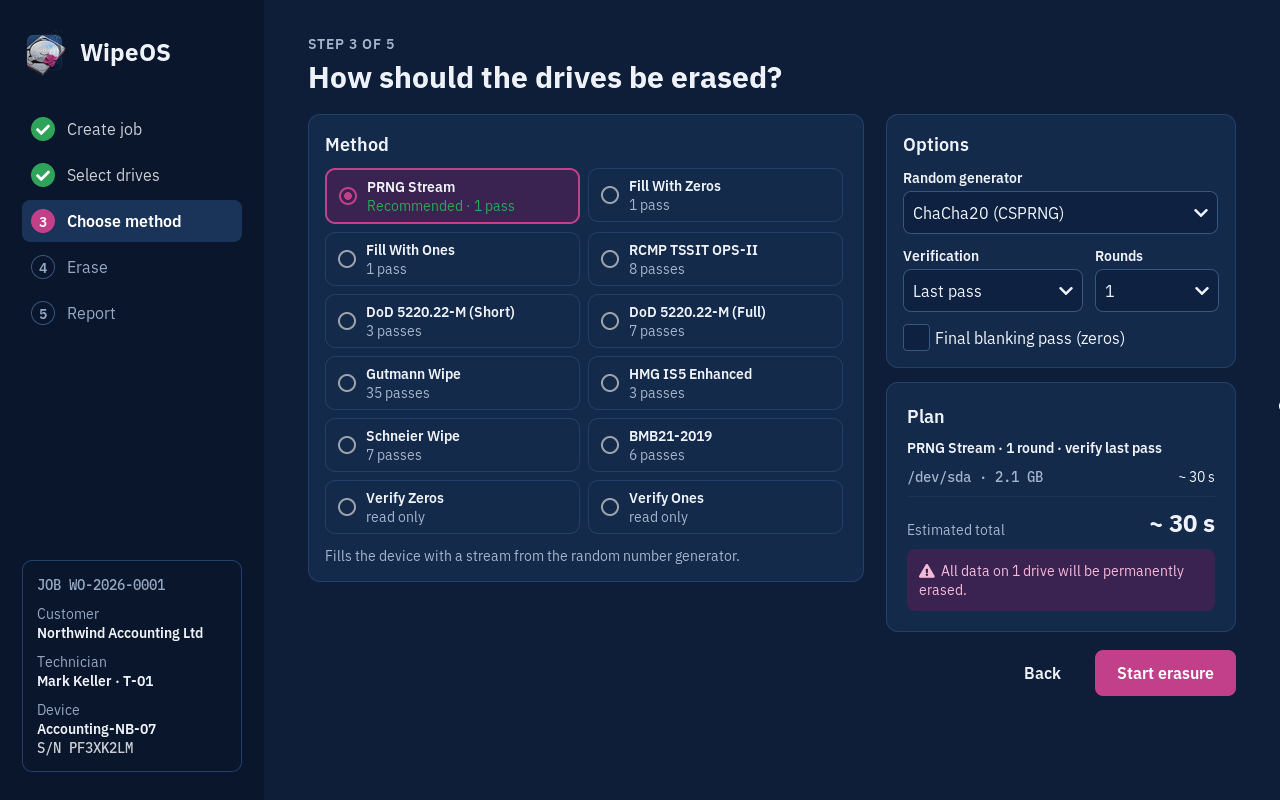 WipeOS
Create job
Select drives
3 Choose method
4 Erase
5 Report
JOB WO-2026-0001
Customer
Northwind Accounting Ltd
Technician
Mark Keller · T-01
Device
Accounting-NB-07
S/N PF3XK2LM
STEP 3 OF 5
How should the drives be erased?
Method
PRNG Stream
Recommended · 1 pass
Fill With Zeros
1 pass
Fill With Ones
1 pass
RCMP TSSIT OPS-II
8 passes
DoD 5220.22-M (Short)
3 passes
DoD 5220.22-M (Full)
7 passes
Gutmann Wipe
35 passes
HMG IS5 Enhanced
3 passes
Schneier Wipe
7 passes
BMB21-2019
6 passes
Verify Zeros
read only
Verify Ones
read only
Fills the device with a stream from the random number generator.
Options
Random generator
ChaCha20 (CSPRNG)
Verification
Last pass
Rounds
1
Final blanking pass (zeros)
Plan
PRNG Stream · 1 round · verify last pass
/dev/sda · 2.1 GB ~ 30 s
Estimated total ~ 30 s
All data on 1 drive will be permanently
erased.
Back
Start erasure